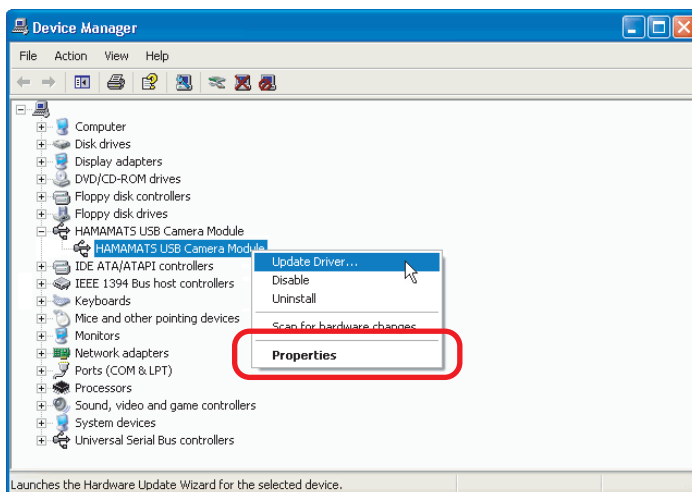 Device Manager
File Action View Help
Computer
Disk drives
Display adapters
DVD/CD-ROM drives
Floppy disk controllers
Floppy disk drives
HAMAMATS USB Camera Module
HAMAMATS USB Camera Module
Update Driver...
IDE ATA/ATAPI controllers
Disable
IEEE 1394 Bus host controllers
Uninstall
Keyboards
Mice and other pointing devices
Scan for hardware changes
Monitors
Network adapters
Properties
Ports (COM & LPT)
Processors
Sound, video and game controllers
System devices
Universal Serial Bus controllers
Launches the Hardware Update Wizard for the selected device.